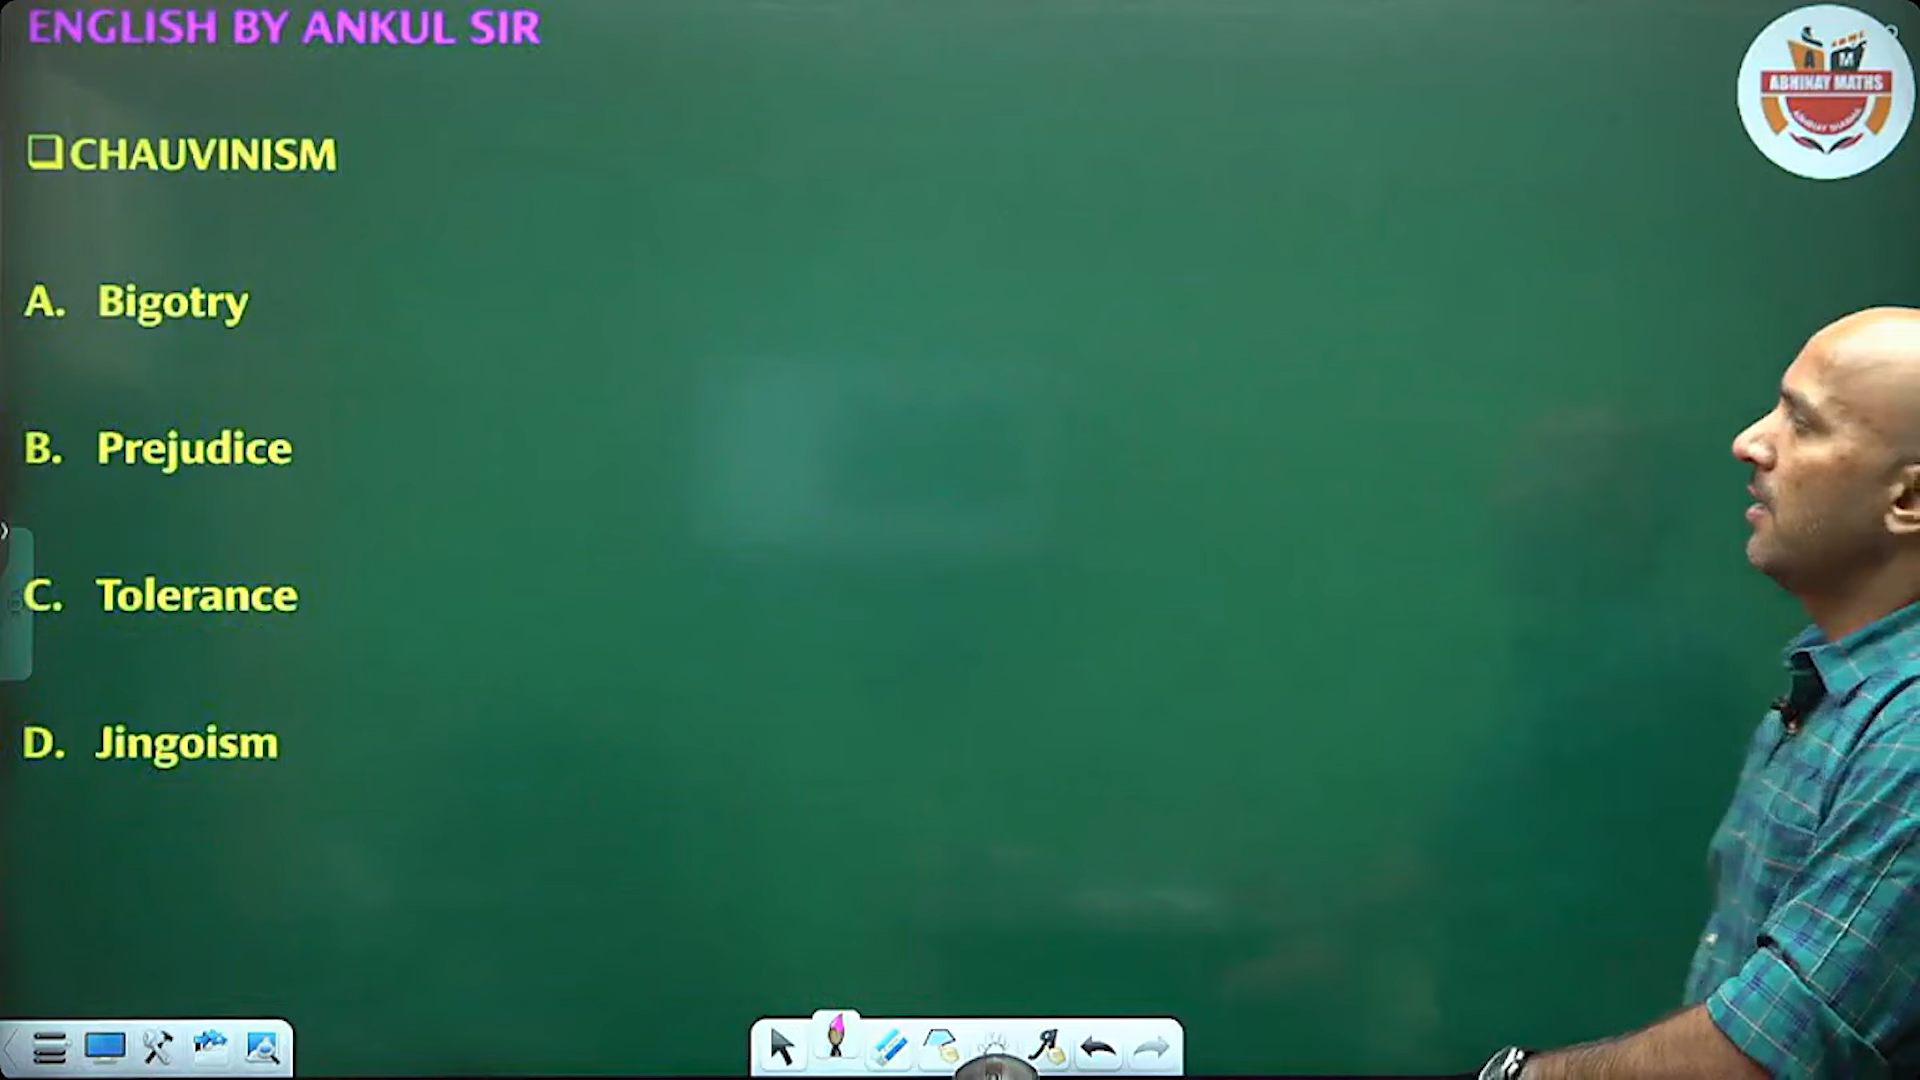 ENGLISH BY ANKUL SIR
CHAUVINISM
A. Bigotry
B. Prejudice
C. Tolerance
D. Jingoism
A M
ABHINAY MATHS